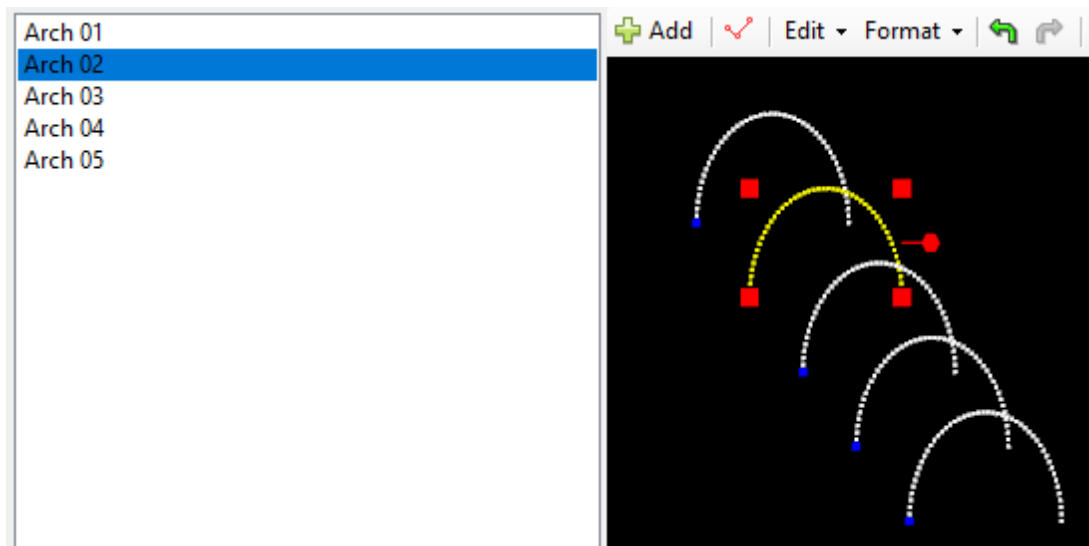 Arch 01
Arch 02
Arch 03
Arch 04
Arch 05
Add Edit Format